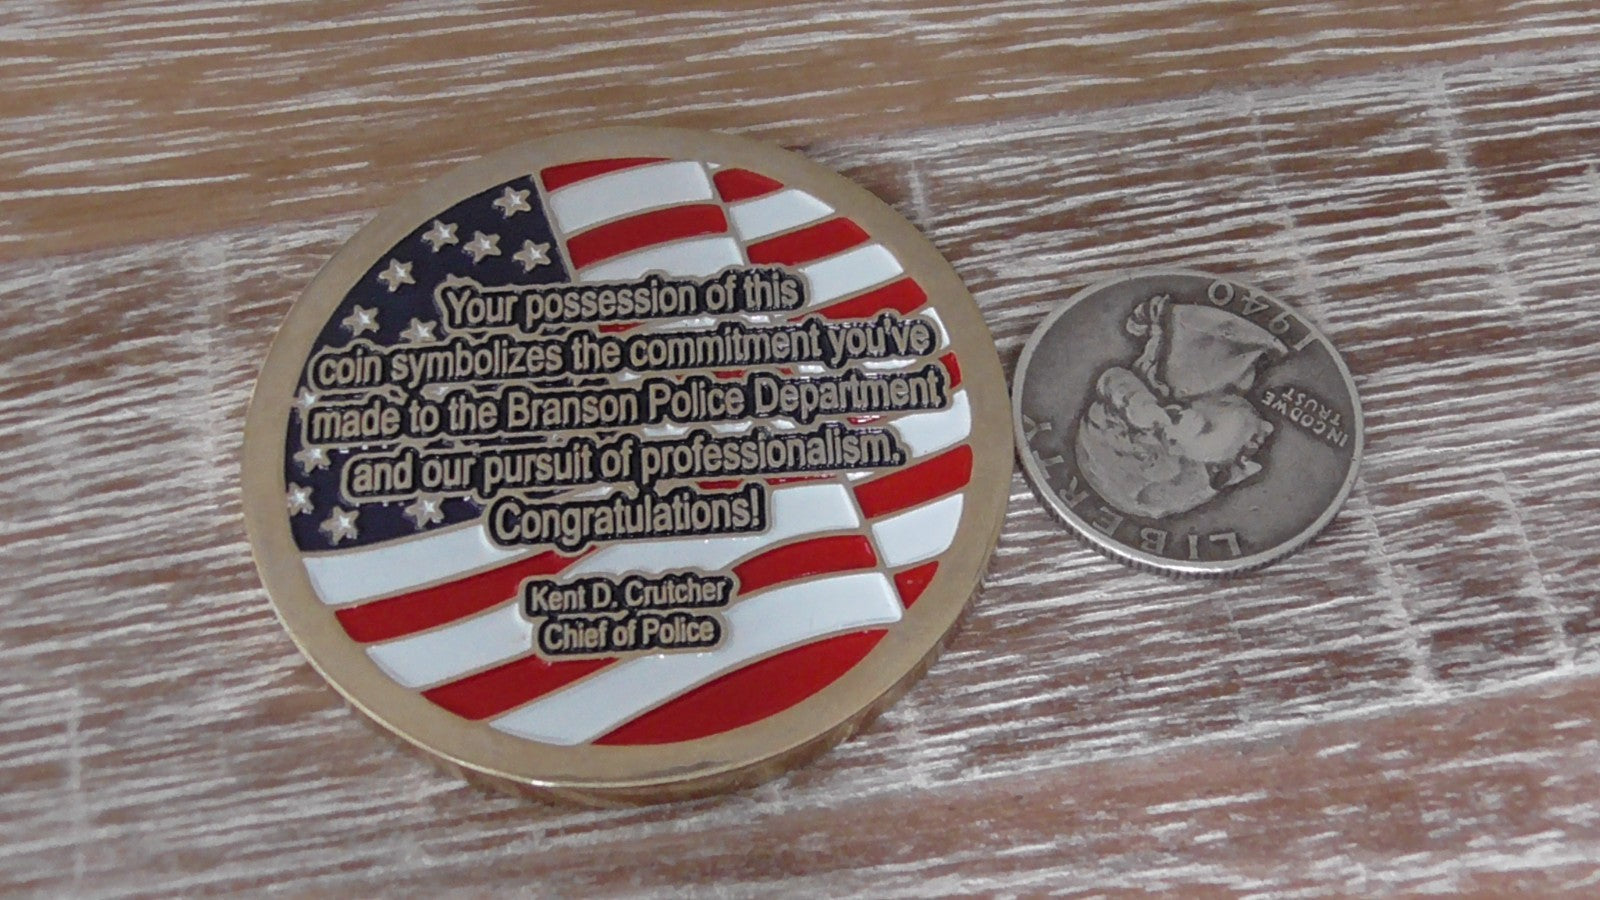 Your possession of this
coin symbolizes the commitment you've
made to the Branson Police Department
and our pursuit of professionalism.
Congratulations!
Kent D. Crutcher
Chief of Police
LIBERTY
IN GOD WE
TRUST
1940